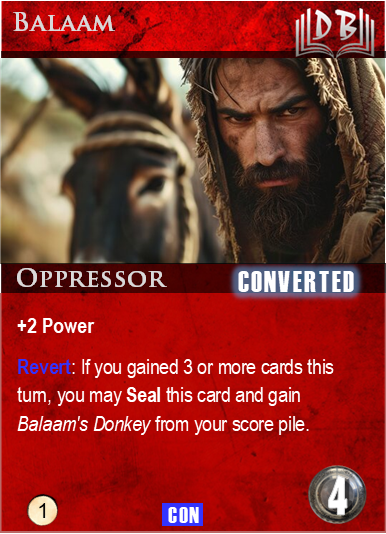 BALAAM
DB
OPPRESSOR
CONVERTED
+2 Power
Revert: If you gained 3 or more cards this
turn, you may Seal this card and gain
Balaam's Donkey from your score pile.
1
CON
4